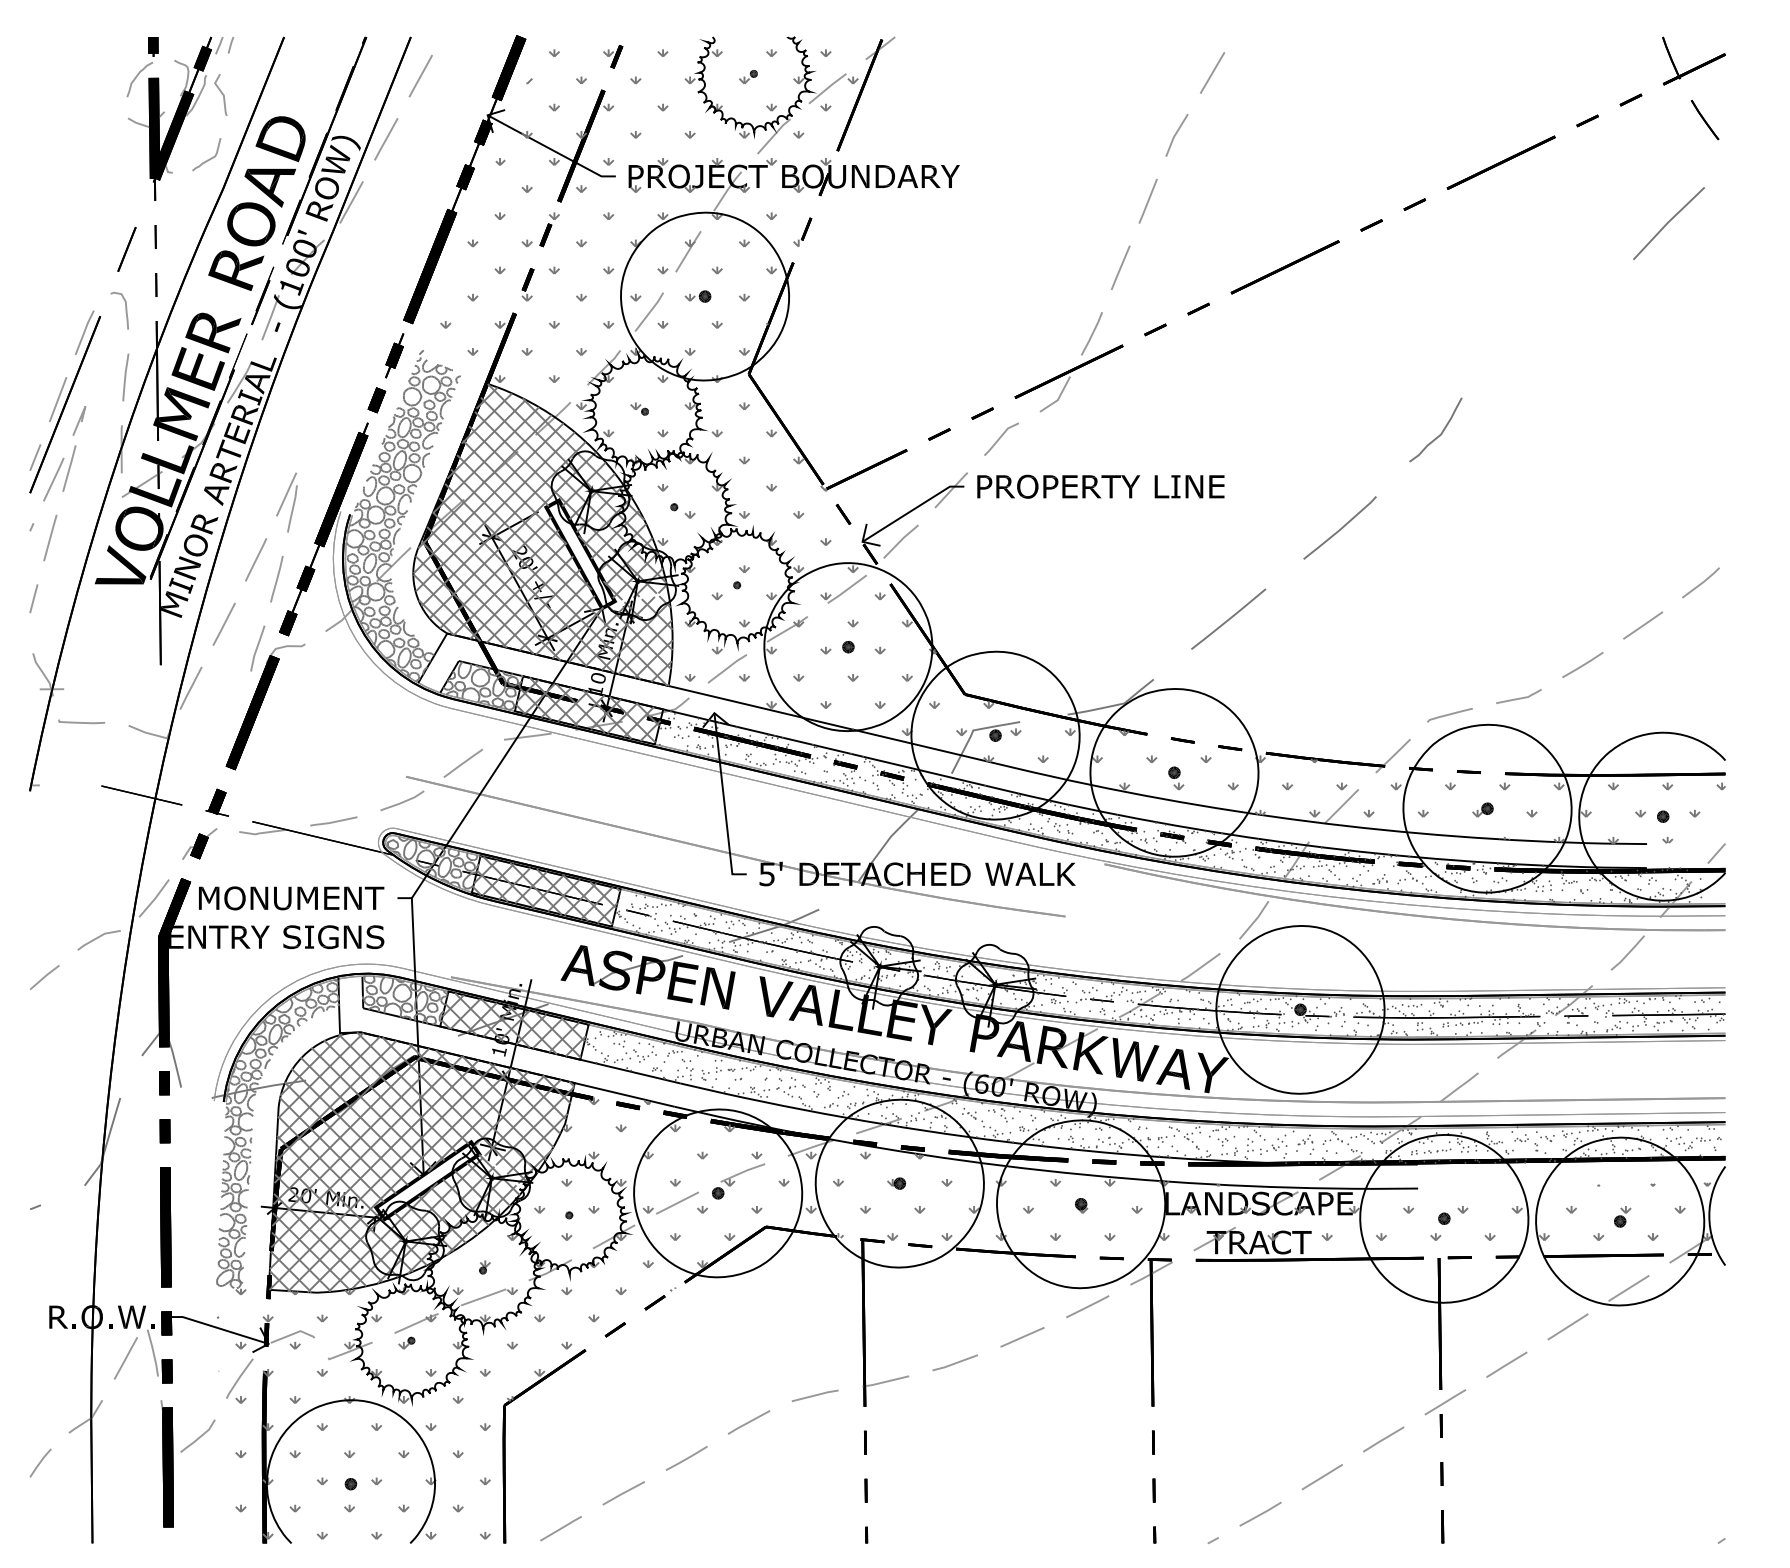 VOLLMER ROAD
MINOR ARTERIAL - (100' ROW)
PROJECT BOUNDARY
PROPERTY LINE
20' +/-
10' Min.
5' DETACHED WALK
MONUMENT
ENTRY SIGNS
ASPEN VALLEY PARKWAY
URBAN COLLECTOR - (60' ROW)
10' Min.
20' Min.
LANDSCAPE
TRACT
R.O.W.